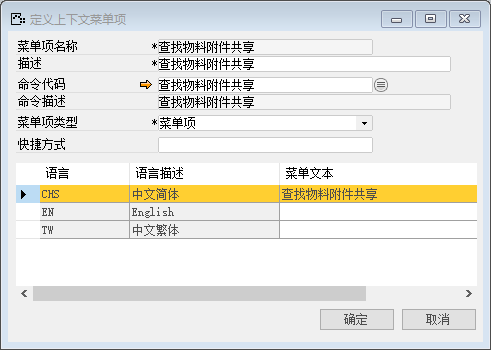 定义上下文菜单项
菜单项名称 *查找物料附件共享
描述 *查找物料附件共享
命令代码 查找物料附件共享
命令描述 查找物料附件共享
菜单项类型 *菜单项
快捷方式
语言 语言描述 菜单文本
CHS 中文简体 查找物料附件共享
EN English
TW 中文繁体
确定 取消